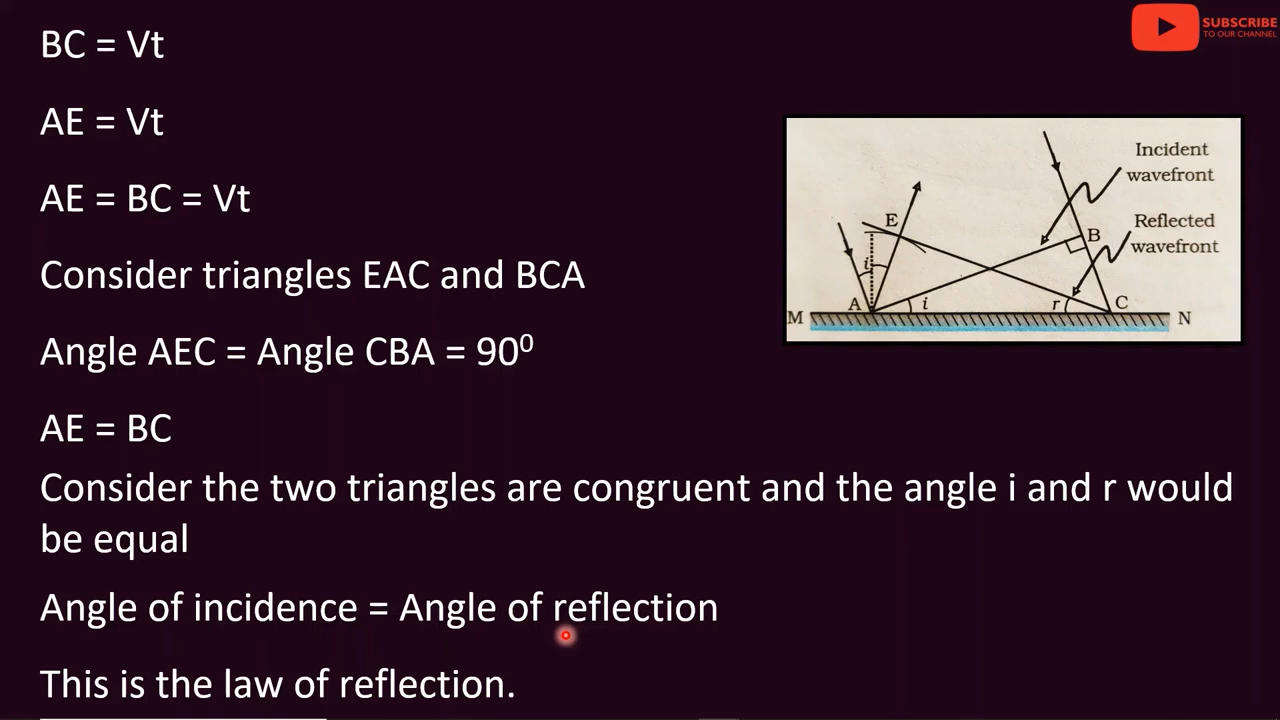 BC = Vt
SUBSCRIBE
TO OUR CHANNEL
AE = Vt
AE = BC = Vt
Consider triangles EAC and BCA
Angle AEC = Angle CBA = 90⁰
AE = BC
Consider the two triangles are congruent and the angle i and r would
be equal
Angle of incidence = Angle of reflection
This is the law of reflection.
Incident
wavefront
Reflected
wavefront
E
B
i
A
i
r
C
M
N